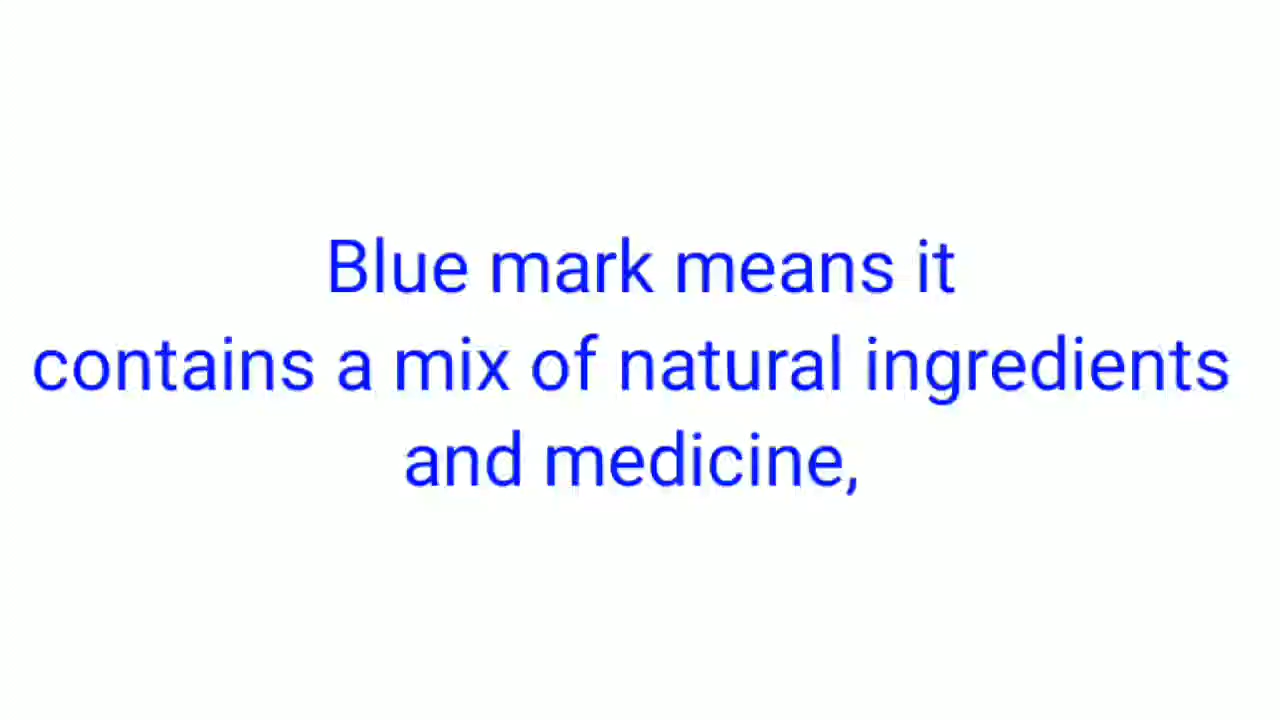 Blue mark means it
contains a mix of natural ingredients
and medicine,